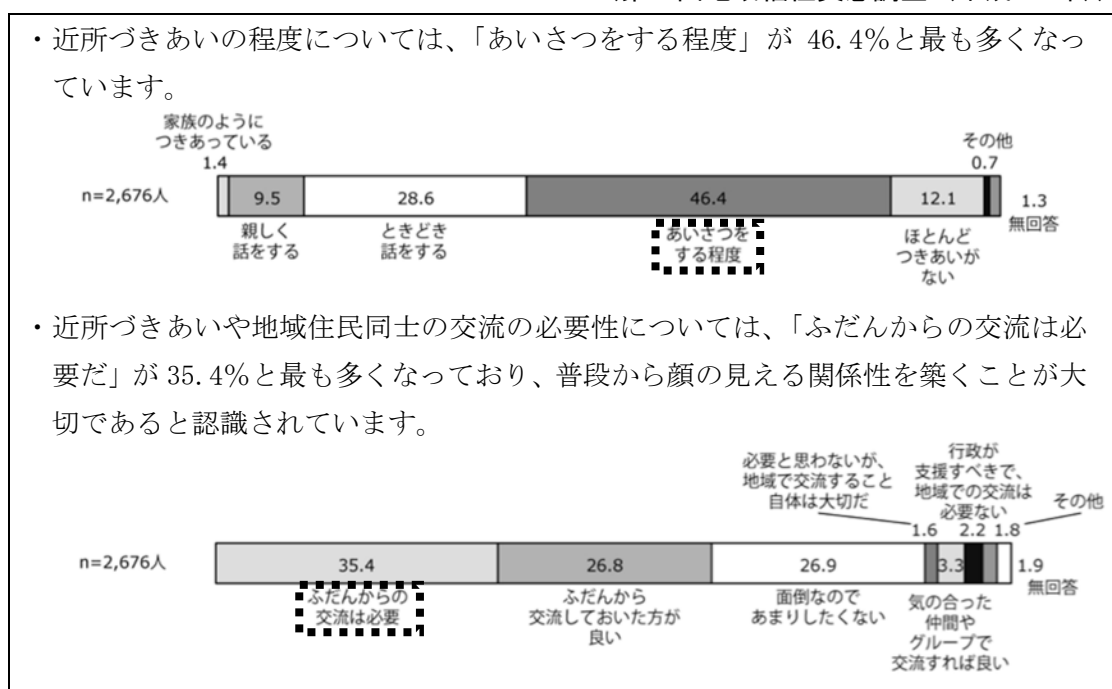 ・近所づきあいの程度については、「あいさつをする程度」が 46.4％と最も多くなっ
ています。
家族のように
つきあっている
1.4
その他
0.7
n=2,676人
9.5
28.6
46.4
12.1
1.3
無回答
親しく
話をする
ときどき
話をする
あいさつを
する程度
ほとんど
つきあいが
ない
・近所づきあいや地域住民同士の交流の必要性については、「ふだんからの交流は必
要だ」が 35.4％と最も多くなっており、普段から顔の見える関係性を築くことが大
切であると認識されています。
必要と思わないが、
地域で交流すること
自体は大切だ
行政が
支援すべきで、
地域での交流は
必要ない
その他
1.6
2.2
1.8
n=2,676人
35.4
26.8
26.9
3.3
1.9
無回答
ふだんからの
交流は必要
ふだんから
交流しておいた方が
良い
面倒なので
あまりしたくない
気の合った
仲間や
グループで
交流すれば良い